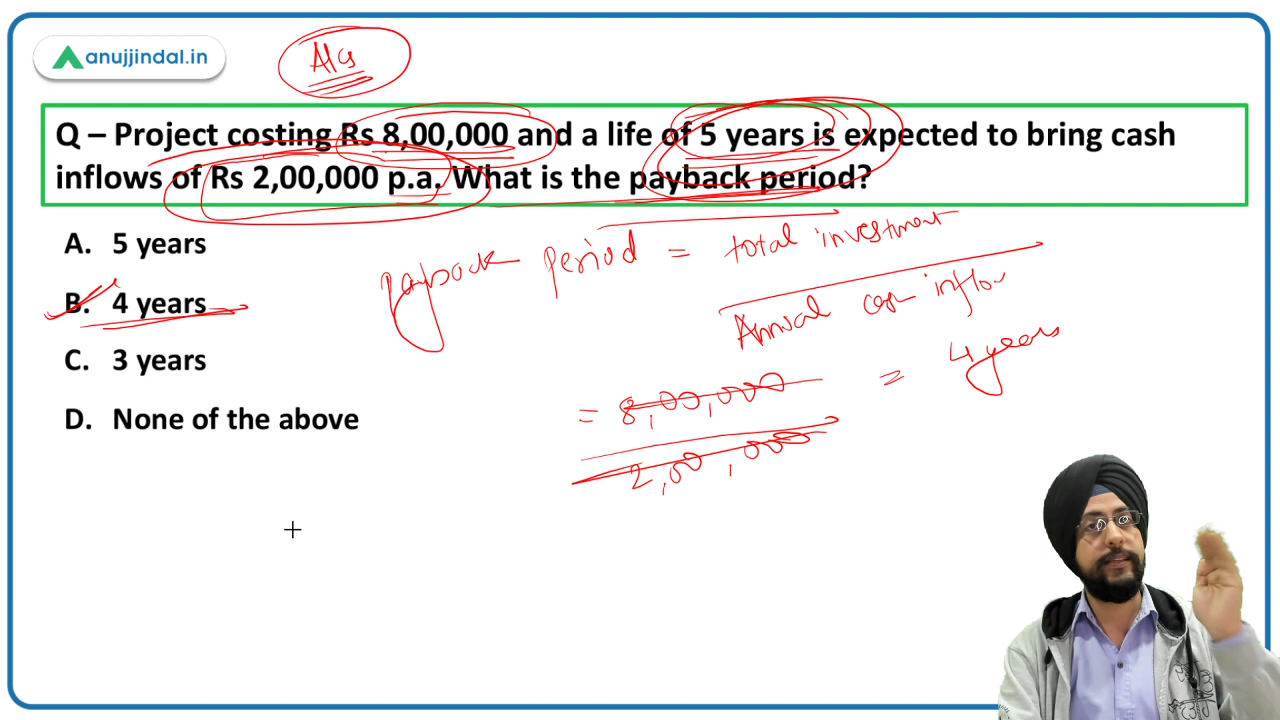 anujjindal.in
A/cs
Q – Project costing Rs 8,00,000 and a life of 5 years is expected to bring cash
inflows of Rs 2,00,000 p.a. What is the payback period?
A. 5 years
B. 4 years
C. 3 years
D. None of the above
payback period = total investment
Annual cash inflow
= 8,00,000 = 4 years
2,00,000